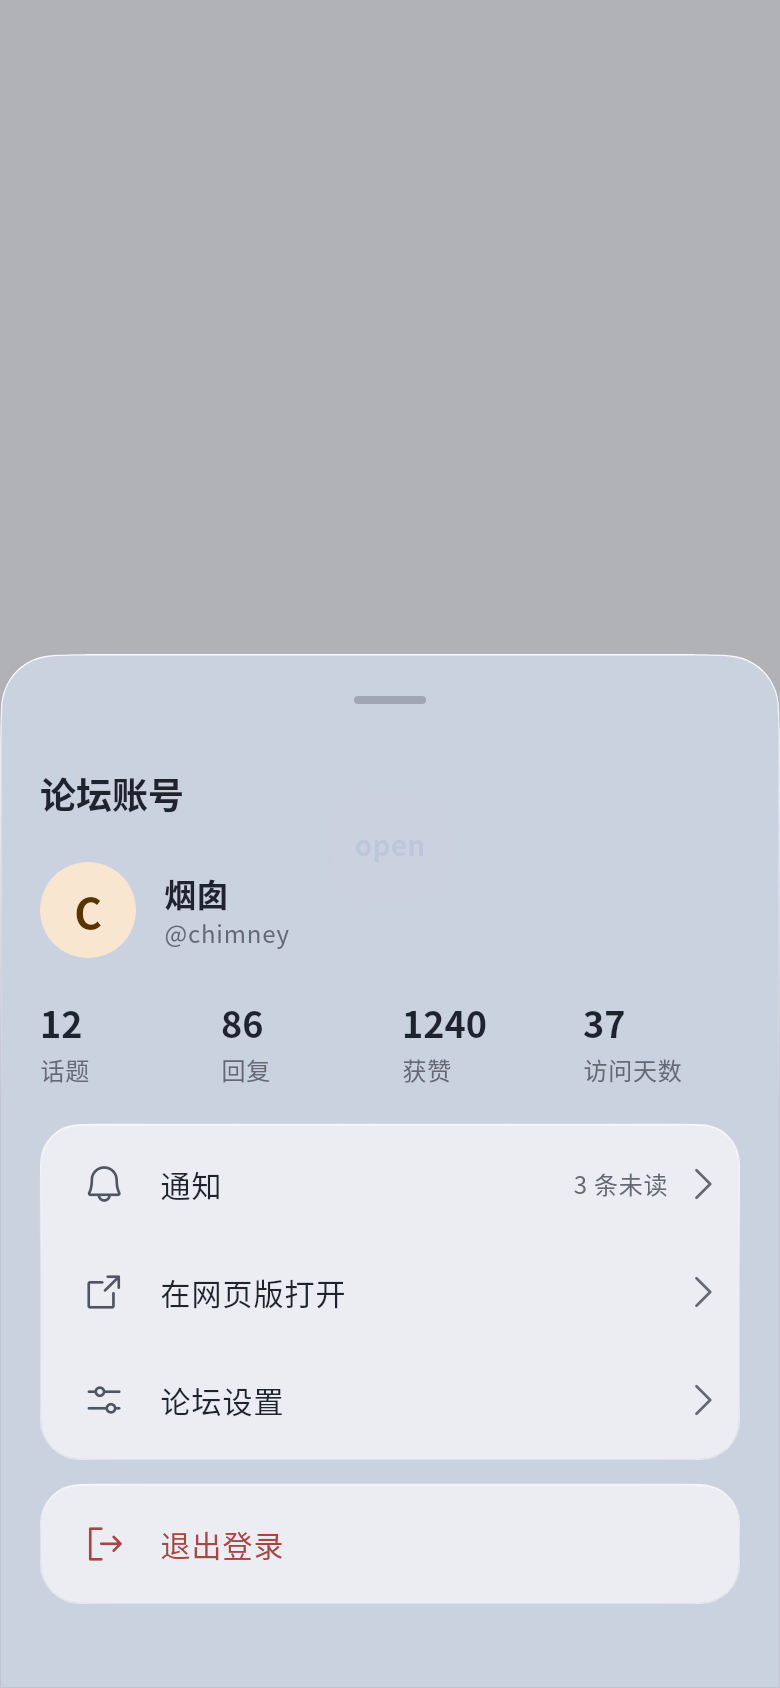 论坛账号
open
C
烟囱
@chimney
12 86 1240 37
话题 回复 获赞 访问天数
通知 3 条未读
在网页版打开
论坛设置
退出登录